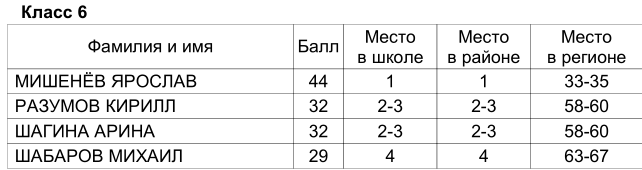 Класс 6
Фамилия и имя Балл Место в школе Место в районе Место в регионе
МИШЕНЁВ ЯРОСЛАВ 44 1 1 33-35
РАЗУМОВ КИРИЛЛ 32 2-3 2-3 58-60
ШАГИНА АРИНА 32 2-3 2-3 58-60
ШАБАРОВ МИХАИЛ 29 4 4 63-67